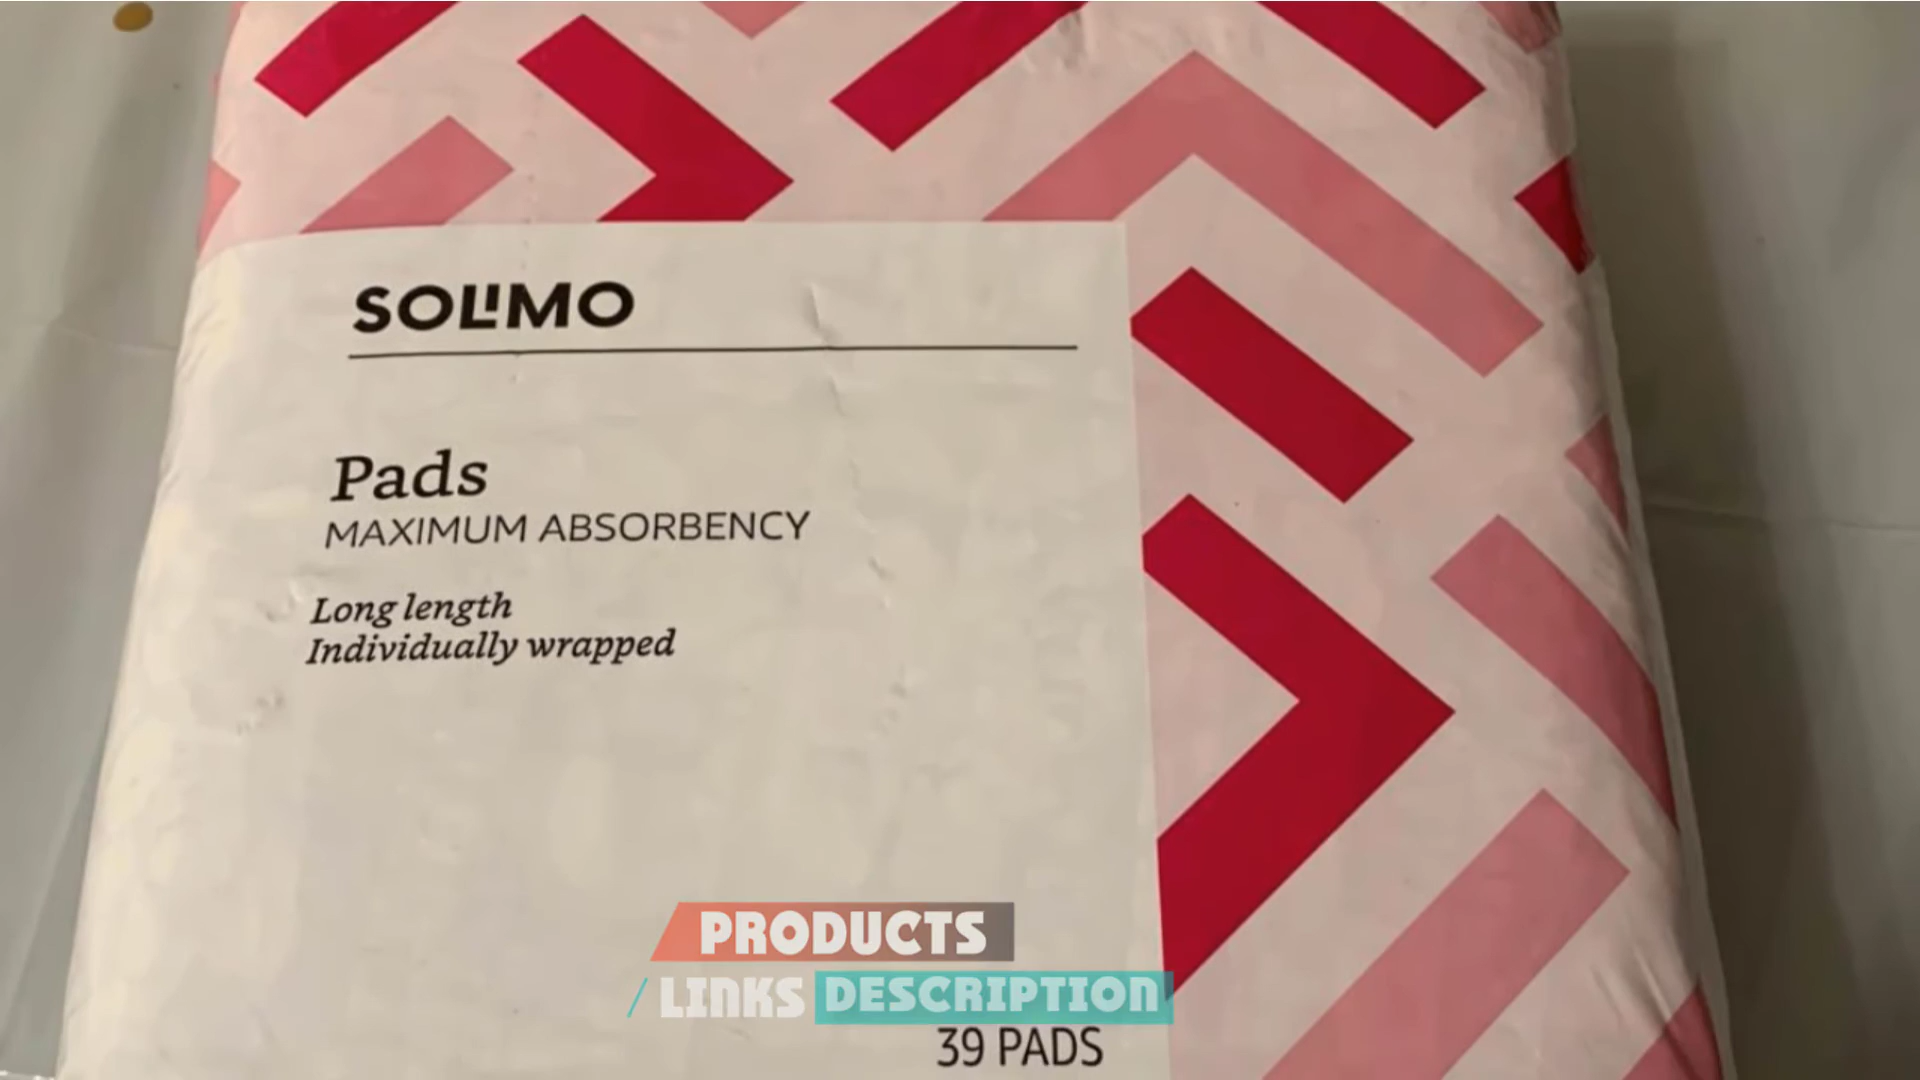 SOLIMO
Pads
MAXIMUM ABSORBENCY
Long length
Individually wrapped
PRODUCTS
/ LINKS DESCRIPTION
39 PADS